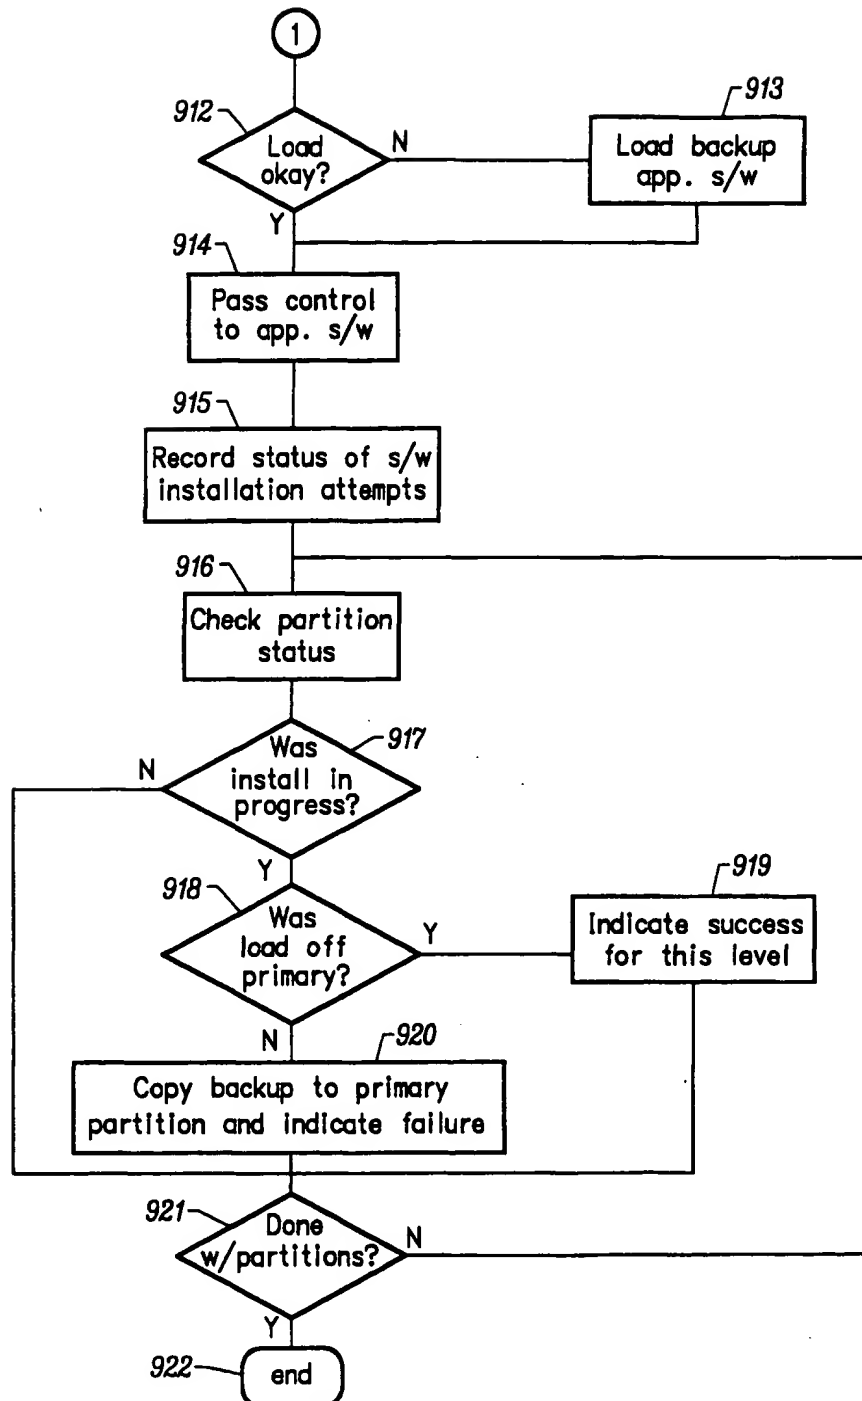 1
912
Load
okay?
N
913
Load backup
app. s/w
Y
914
Pass control
to app. s/w
915
Record status of s/w
installation attempts
916
Check partition
status
917
Was
install in
progress?
N
Y
918
Was
load off
primary?
Y
919
Indicate success
for this level
N
920
Copy backup to primary
partition and indicate failure
921
Done
w/partitions?
N
Y
922
end